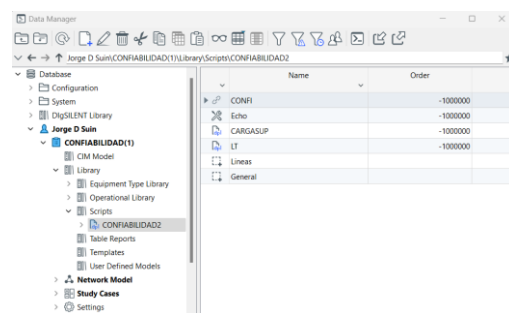 Data Manager
Jorge D Suin\CONFIABILIDAD(1)\Library\Scripts\CONFIABILIDAD2
Database
Configuration
System
DIgSILENT Library
Jorge D Suin
CONFIABILIDAD(1)
CIM Model
Library
Equipment Type Library
Operational Library
Scripts
CONFIABILIDAD2
Table Reports
Templates
User Defined Models
Network Model
Study Cases
Settings
Name Order
CONFI -1000000
Echo -1000000
CARGASUP -1000000
LT -1000000
Lineas
General